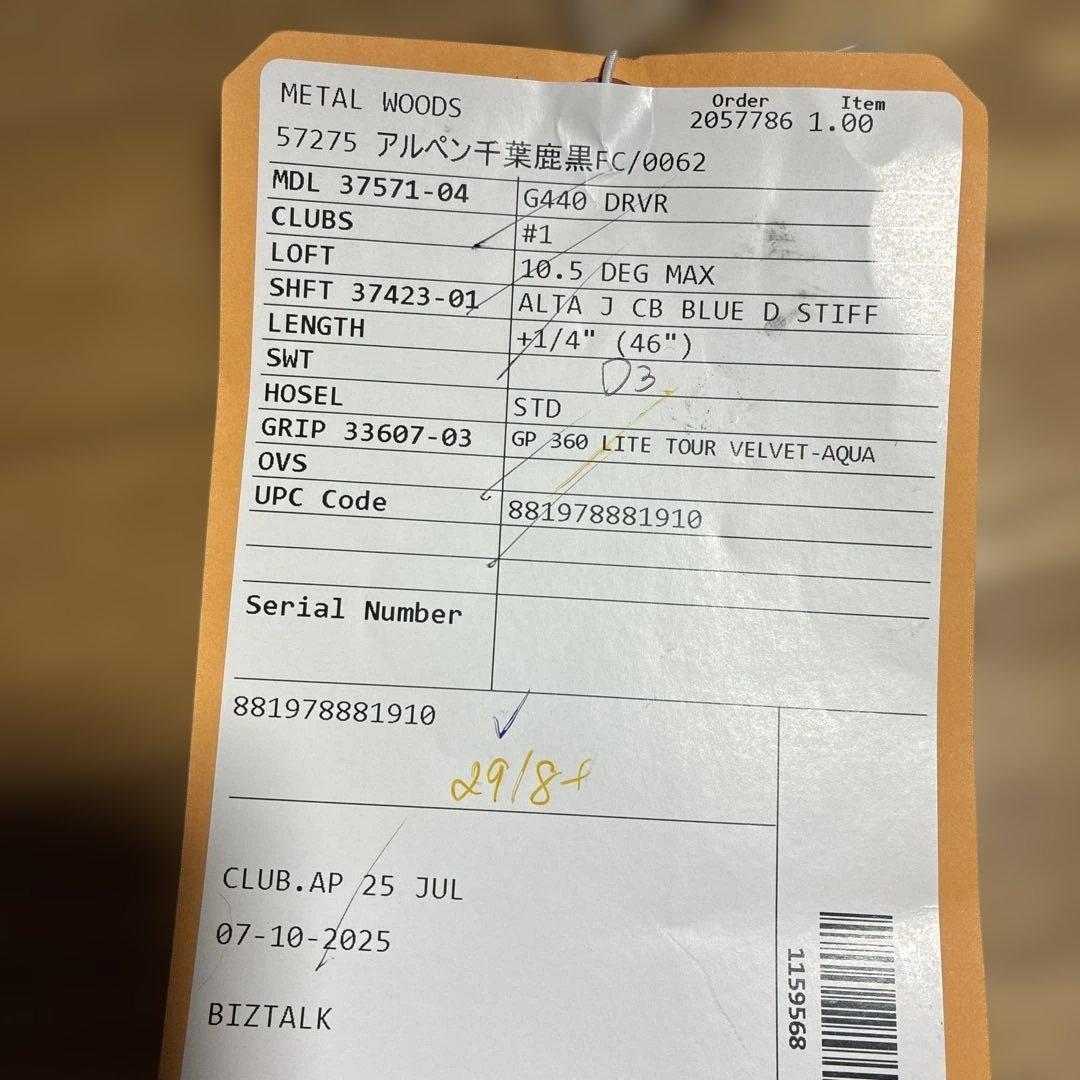 METAL WOODS
Order Item
2057786 1.00
57275 アルペン千葉鹿黒FC/0062
MDL 37571-04 G440 DRVR
CLUBS #1
LOFT 10.5 DEG MAX
SHFT 37423-01 ALTA J CB BLUE D STIFF
LENGTH +1/4" (46")
SWT D3
HOSEL STD
GRIP 33607-03 GP 360 LITE TOUR VELVET-AQUA
OVS
UPC Code 881978881910
Serial Number
881978881910
29/8+
CLUB.AP 25 JUL
07-10-2025
BIZTALK
1159568